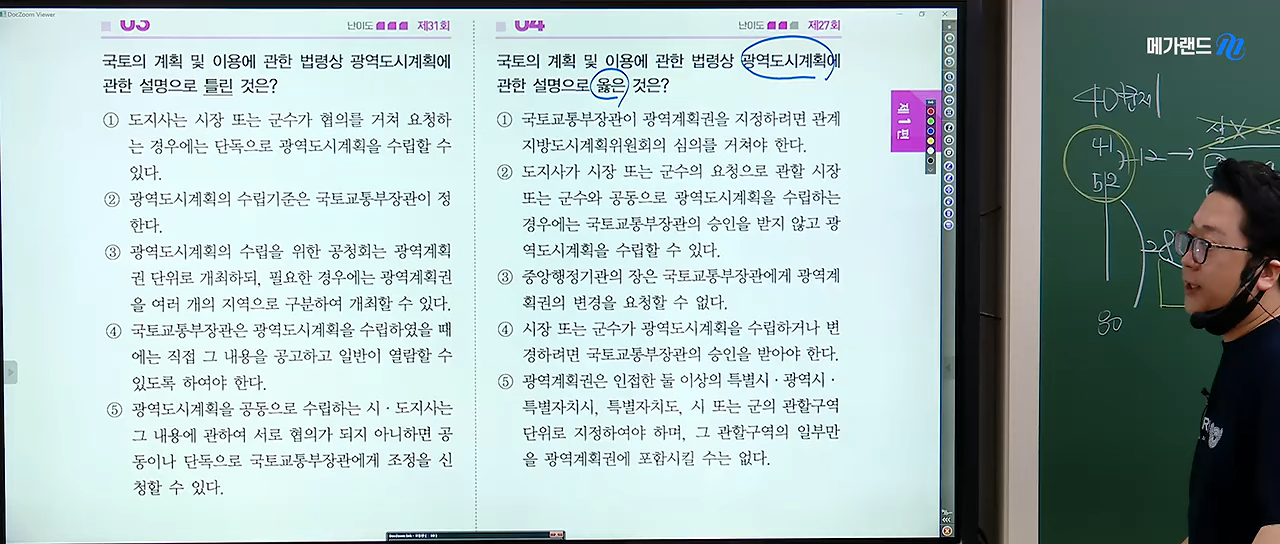 DocZoom Viewer
03
난이도
제31회
국토의 계획 및 이용에 관한 법령상 광역도시계획에
관한 설명으로 틀린 것은?
① 도지사는 시장 또는 군수가 협의를 거쳐 요청하
는 경우에는 단독으로 광역도시계획을 수립할 수
있다.
② 광역도시계획의 수립기준은 국토교통부장관이 정
한다.
③ 광역도시계획의 수립을 위한 공청회는 광역계획
권 단위로 개최하되, 필요한 경우에는 광역계획권
을 여러 개의 지역으로 구분하여 개최할 수 있다.
④ 국토교통부장관은 광역도시계획을 수립하였을 때
에는 직접 그 내용을 공고하고 일반이 열람할 수
있도록 하여야 한다.
⑤ 광역도시계획을 공동으로 수립하는 시·도지사는
그 내용에 관하여 서로 협의가 되지 아니하면 공
동이나 단독으로 국토교통부장관에게 조정을 신
청할 수 있다.
04
난이도
제27회
국토의 계획 및 이용에 관한 법령상 광역도시계획에
관한 설명으로 옳은 것은?
① 국토교통부장관이 광역계획권을 지정하려면 관계
지방도시계획위원회의 심의를 거쳐야 한다.
② 도지사가 시장 또는 군수의 요청으로 관할 시장
또는 군수와 공동으로 광역도시계획을 수립하는
경우에는 국토교통부장관의 승인을 받지 않고 광
역도시계획을 수립할 수 있다.
③ 중앙행정기관의 장은 국토교통부장관에게 광역계
획권의 변경을 요청할 수 없다.
④ 시장 또는 군수가 광역도시계획을 수립하거나 변
경하려면 국토교통부장관의 승인을 받아야 한다.
⑤ 광역계획권은 인접한 둘 이상의 특별시·광역시·
특별자치시, 특별자치도, 시 또는 군의 관할구역
단위로 지정하여야 하며, 그 관할구역의 일부만
을 광역계획권에 포함시킬 수는 없다.
제1편
메가랜드
40문제
41
52
12 →
28
80